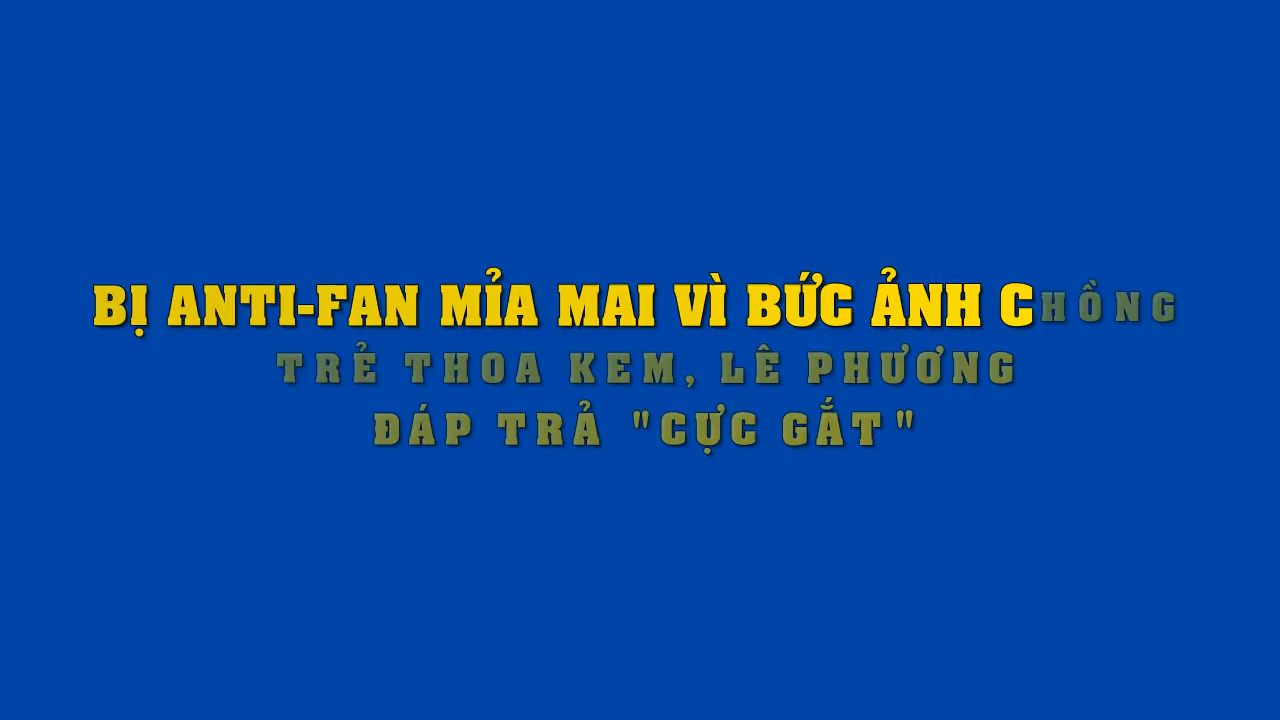 BỊ ANTI-FAN MỈA MAI VÌ BỨC ẢNH CHỒNG
TRẺ THOA KEM, LÊ PHƯƠNG
ĐÁP TRẢ "CỰC GẮT"